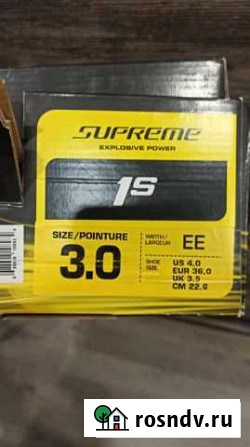 SUPREME
EXPLOSIVE POWER
1S
SIZE/POINTURE
3.0
WIDTH/
LARGEUR
EE
SHOE
SIZE
US 4.0
EUR 36.0
UK 3.5
CM 22.8
rosndv.ru